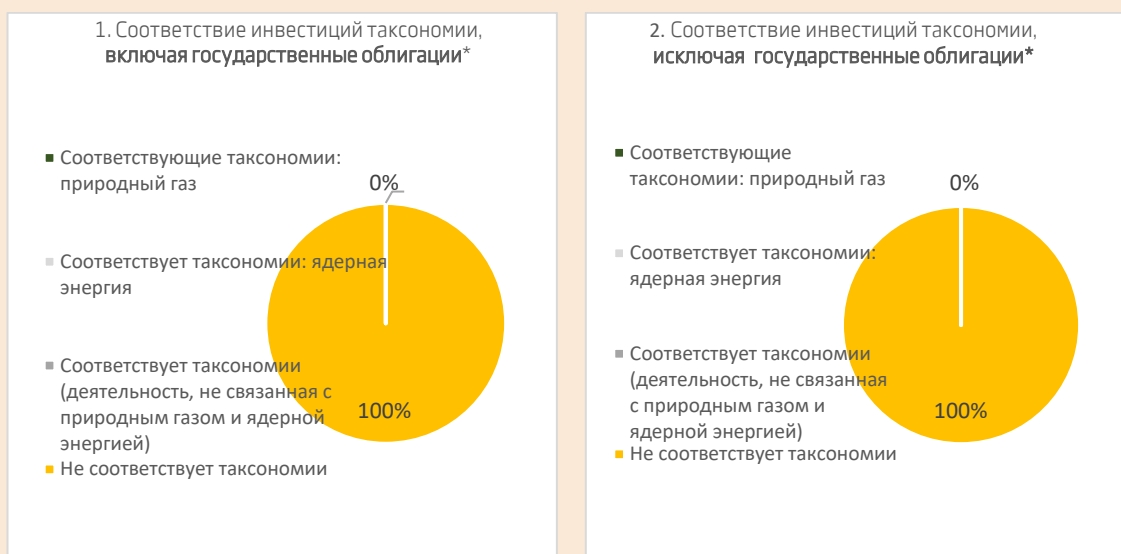 1. Соответствие инвестиций таксономии,
включая государственные облигации*
Соответствующие таксономии:
природный газ
0%
Соответствует таксономии: ядерная
энергия
Соответствует таксономии
(деятельность, не связанная с
природным газом и ядерной
энергией)
100%
Не соответствует таксономии
2. Соответствие инвестиций таксономии,
исключая государственные облигации*
Соответствующие
таксономии: природный газ
0%
Соответствует таксономии:
ядерная энергия
Соответствует таксономии
(деятельность, не связанная
с природным газом и
ядерной энергией)
100%
Не соответствует таксономии